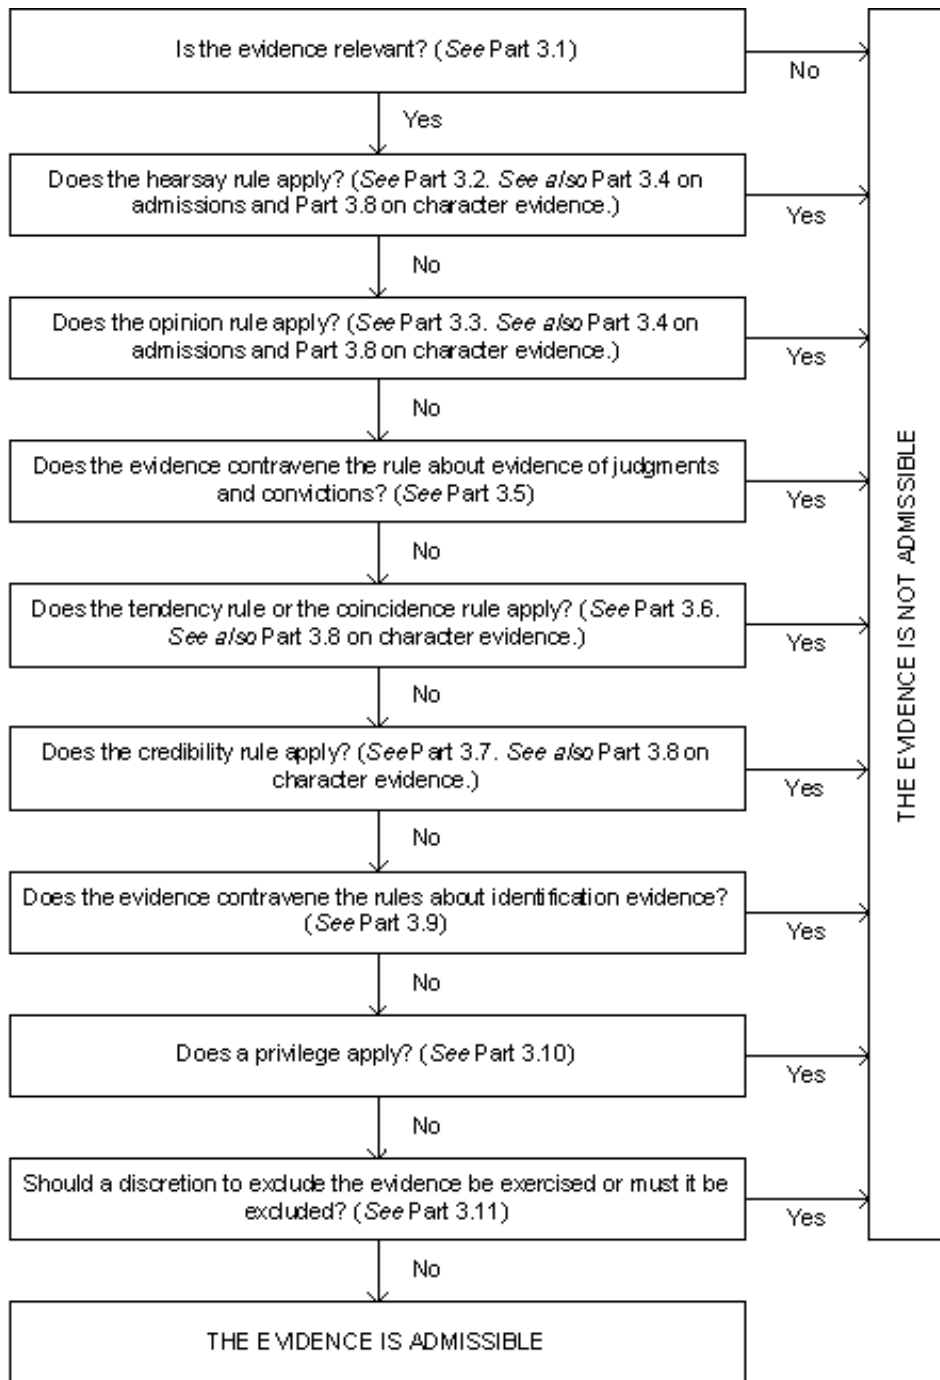 Is the evidence relevant? (See Part 3.1)
No
Yes
Does the hearsay rule apply? (See Part 3.2. See also Part 3.4 on
admissions and Part 3.8 on character evidence.)
Yes
No
Does the opinion rule apply? (See Part 3.3. See also Part 3.4 on
admissions and Part 3.8 on character evidence.)
Yes
No
Does the evidence contravene the rule about evidence of judgments
and convictions? (See Part 3.5)
Yes
No
Does the tendency rule or the coincidence rule apply? (See Part 3.6.
See also Part 3.8 on character evidence.)
Yes
No
Does the credibility rule apply? (See Part 3.7. See also Part 3.8 on
character evidence.)
Yes
No
Does the evidence contravene the rules about identification evidence?
(See Part 3.9)
Yes
No
Does a privilege apply? (See Part 3.10)
Yes
No
Should a discretion to exclude the evidence be exercised or must it be
excluded? (See Part 3.11)
Yes
No
THE EVIDENCE IS ADMISSIBLE
THE EVIDENCE IS NOT ADMISSIBLE